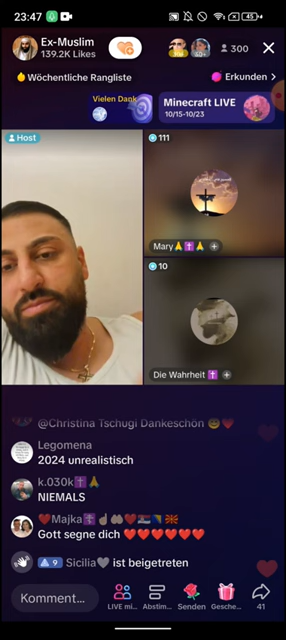 23:47
45
Ex-Muslim
139.2K Likes
60+
300
Wöchentliche Rangliste
Erkunden >
Vielen Dank
Minecraft LIVE
10/15-10/23
Host
111
Mary🙏✝️🙏 +
10
Die Wahrheit ✝️ +
@Christina Tschugi Dankeschön 😊❤️
Legomena
2024 unrealistisch
k.030k✝️🙏
NIEMALS
❤️Majka✝️☝🏼🤲🏼❤️🇷🇸🇧🇦🇲🇰
Gott segne dich ❤️❤️❤️❤️❤️❤️
9 Sicilia🩶 ist beigetreten
Komment...
LIVE mi...
Abstim...
Senden
Gesche...
41